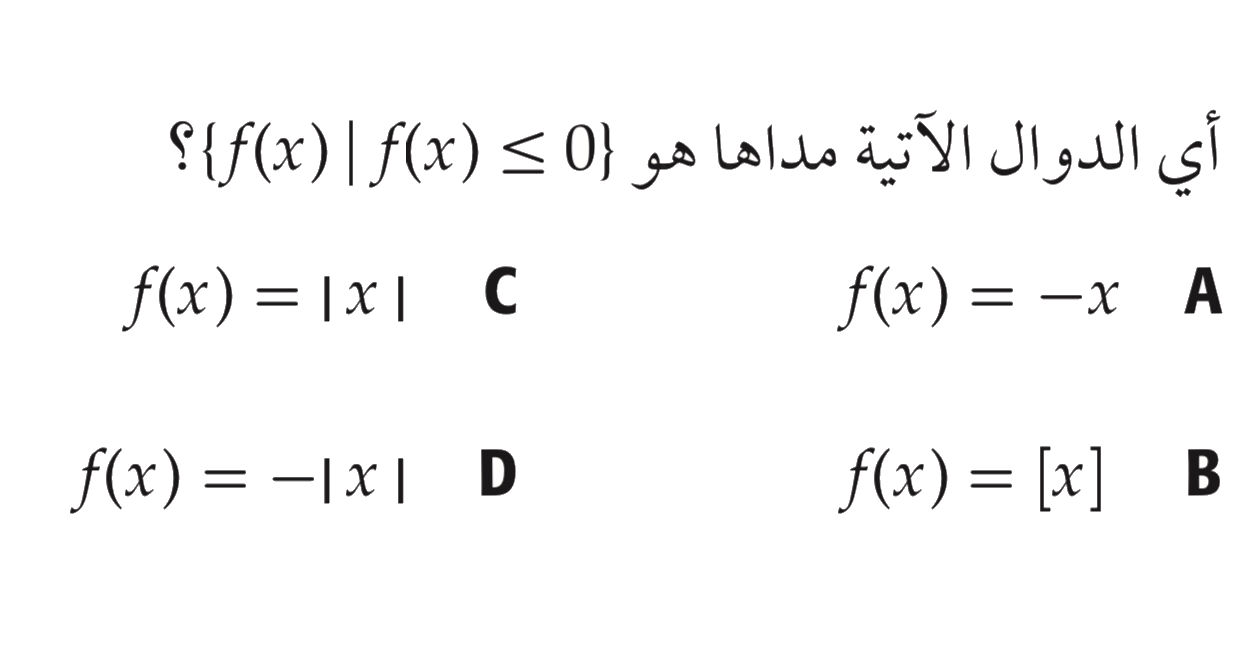 أي الدوال الآتية مداها هو {f(x) | f(x) ≤ 0}؟
A f(x) = −x C f(x) = |x|
B f(x) = [x] D f(x) = −|x|